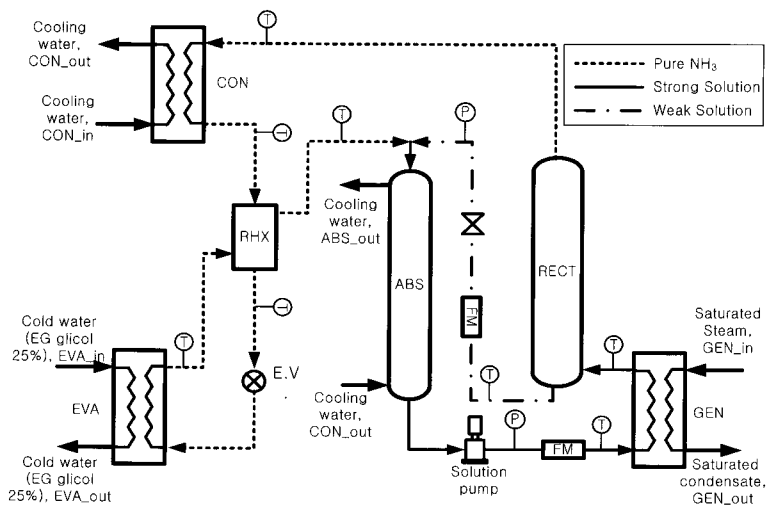 Cooling
water,
CON_out
Cooling
water,
CON_in
CON
T
T
T
P
Pure NH₃
Strong Solution
Weak Solution
RHX
Cooling
water,
ABS_out
ABS
RECT
FM
T
T
Cold water
(EG glicol
25%), EVA_in
EVA
E.V
Cold water
(EG glicol
25%), EVA_out
Cooling
water,
CON_out
T
P
Solution
pump
FM
T
T
Saturated
Steam,
GEN_in
GEN
Saturated
condensate,
GEN_out